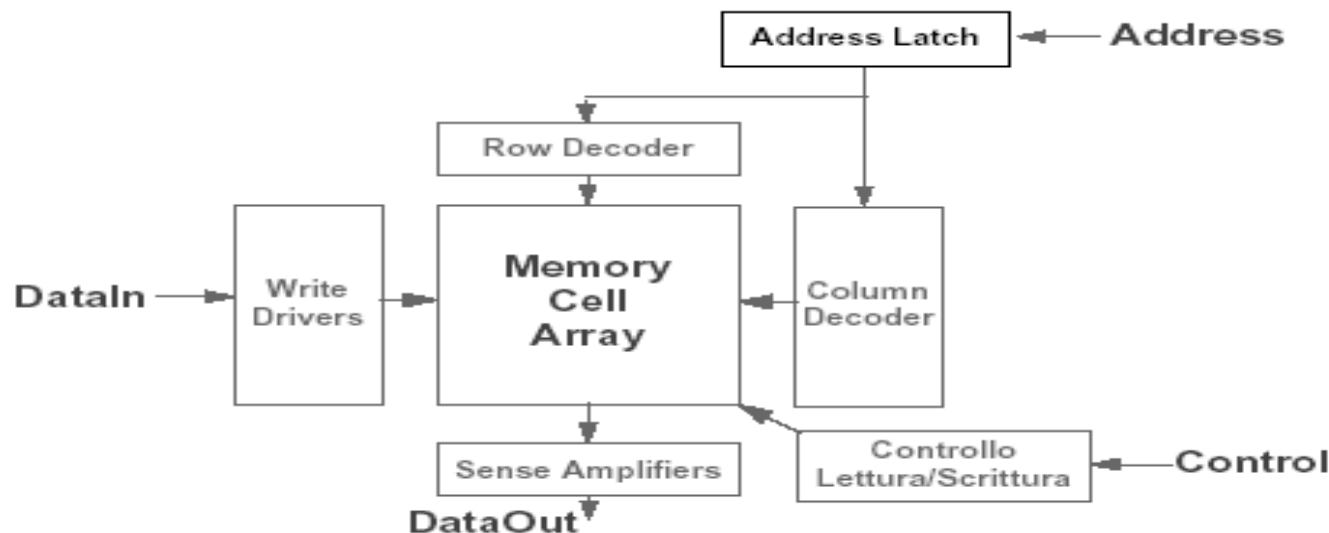 Address Latch
Address
Row Decoder
DataIn
Write
Drivers
Memory
Cell
Array
Column
Decoder
Sense Amplifiers
Controllo
Lettura/Scrittura
Control
DataOut